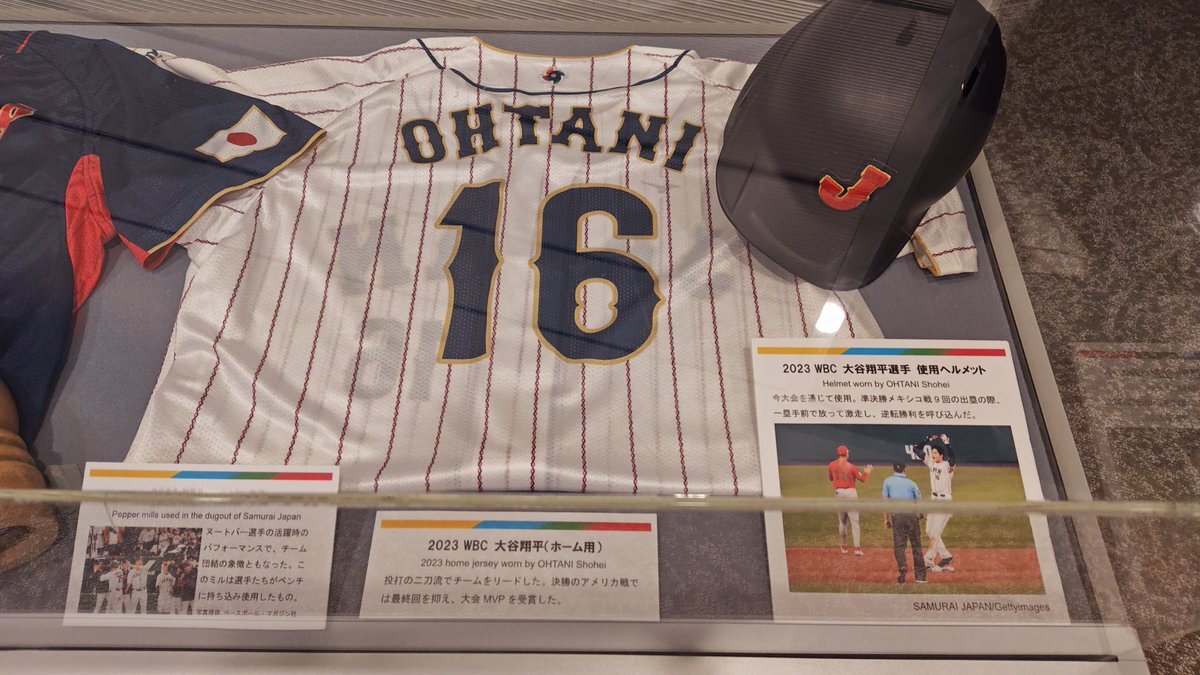 OHTANI
16
J
2023 WBC 大谷翔平選手 使用ヘルメット
Helmet worn by OHTANI Shohei
今大会を通じて使用。準決勝メキシコ戦9回の出塁の際、
一塁手前で放って激走し、逆転勝利を呼び込んだ。
SAMURAI JAPAN/Gettyimages
Pepper mills used in the dugout of Samurai Japan
ヌートバー選手の活躍時の
パフォーマンスで、チーム
団結の象徴ともなった。こ
のミルは選手たちがベンチ
に持ち込み使用したもの。
写真提供 ベースボール・マガジン社
2023 WBC 大谷翔平(ホーム用)
2023 home jersey worn by OHTANI Shohei
投打の二刀流でチームをリードした。決勝のアメリカ戦で
は最終回を抑え、大会 MVP を受賞した。